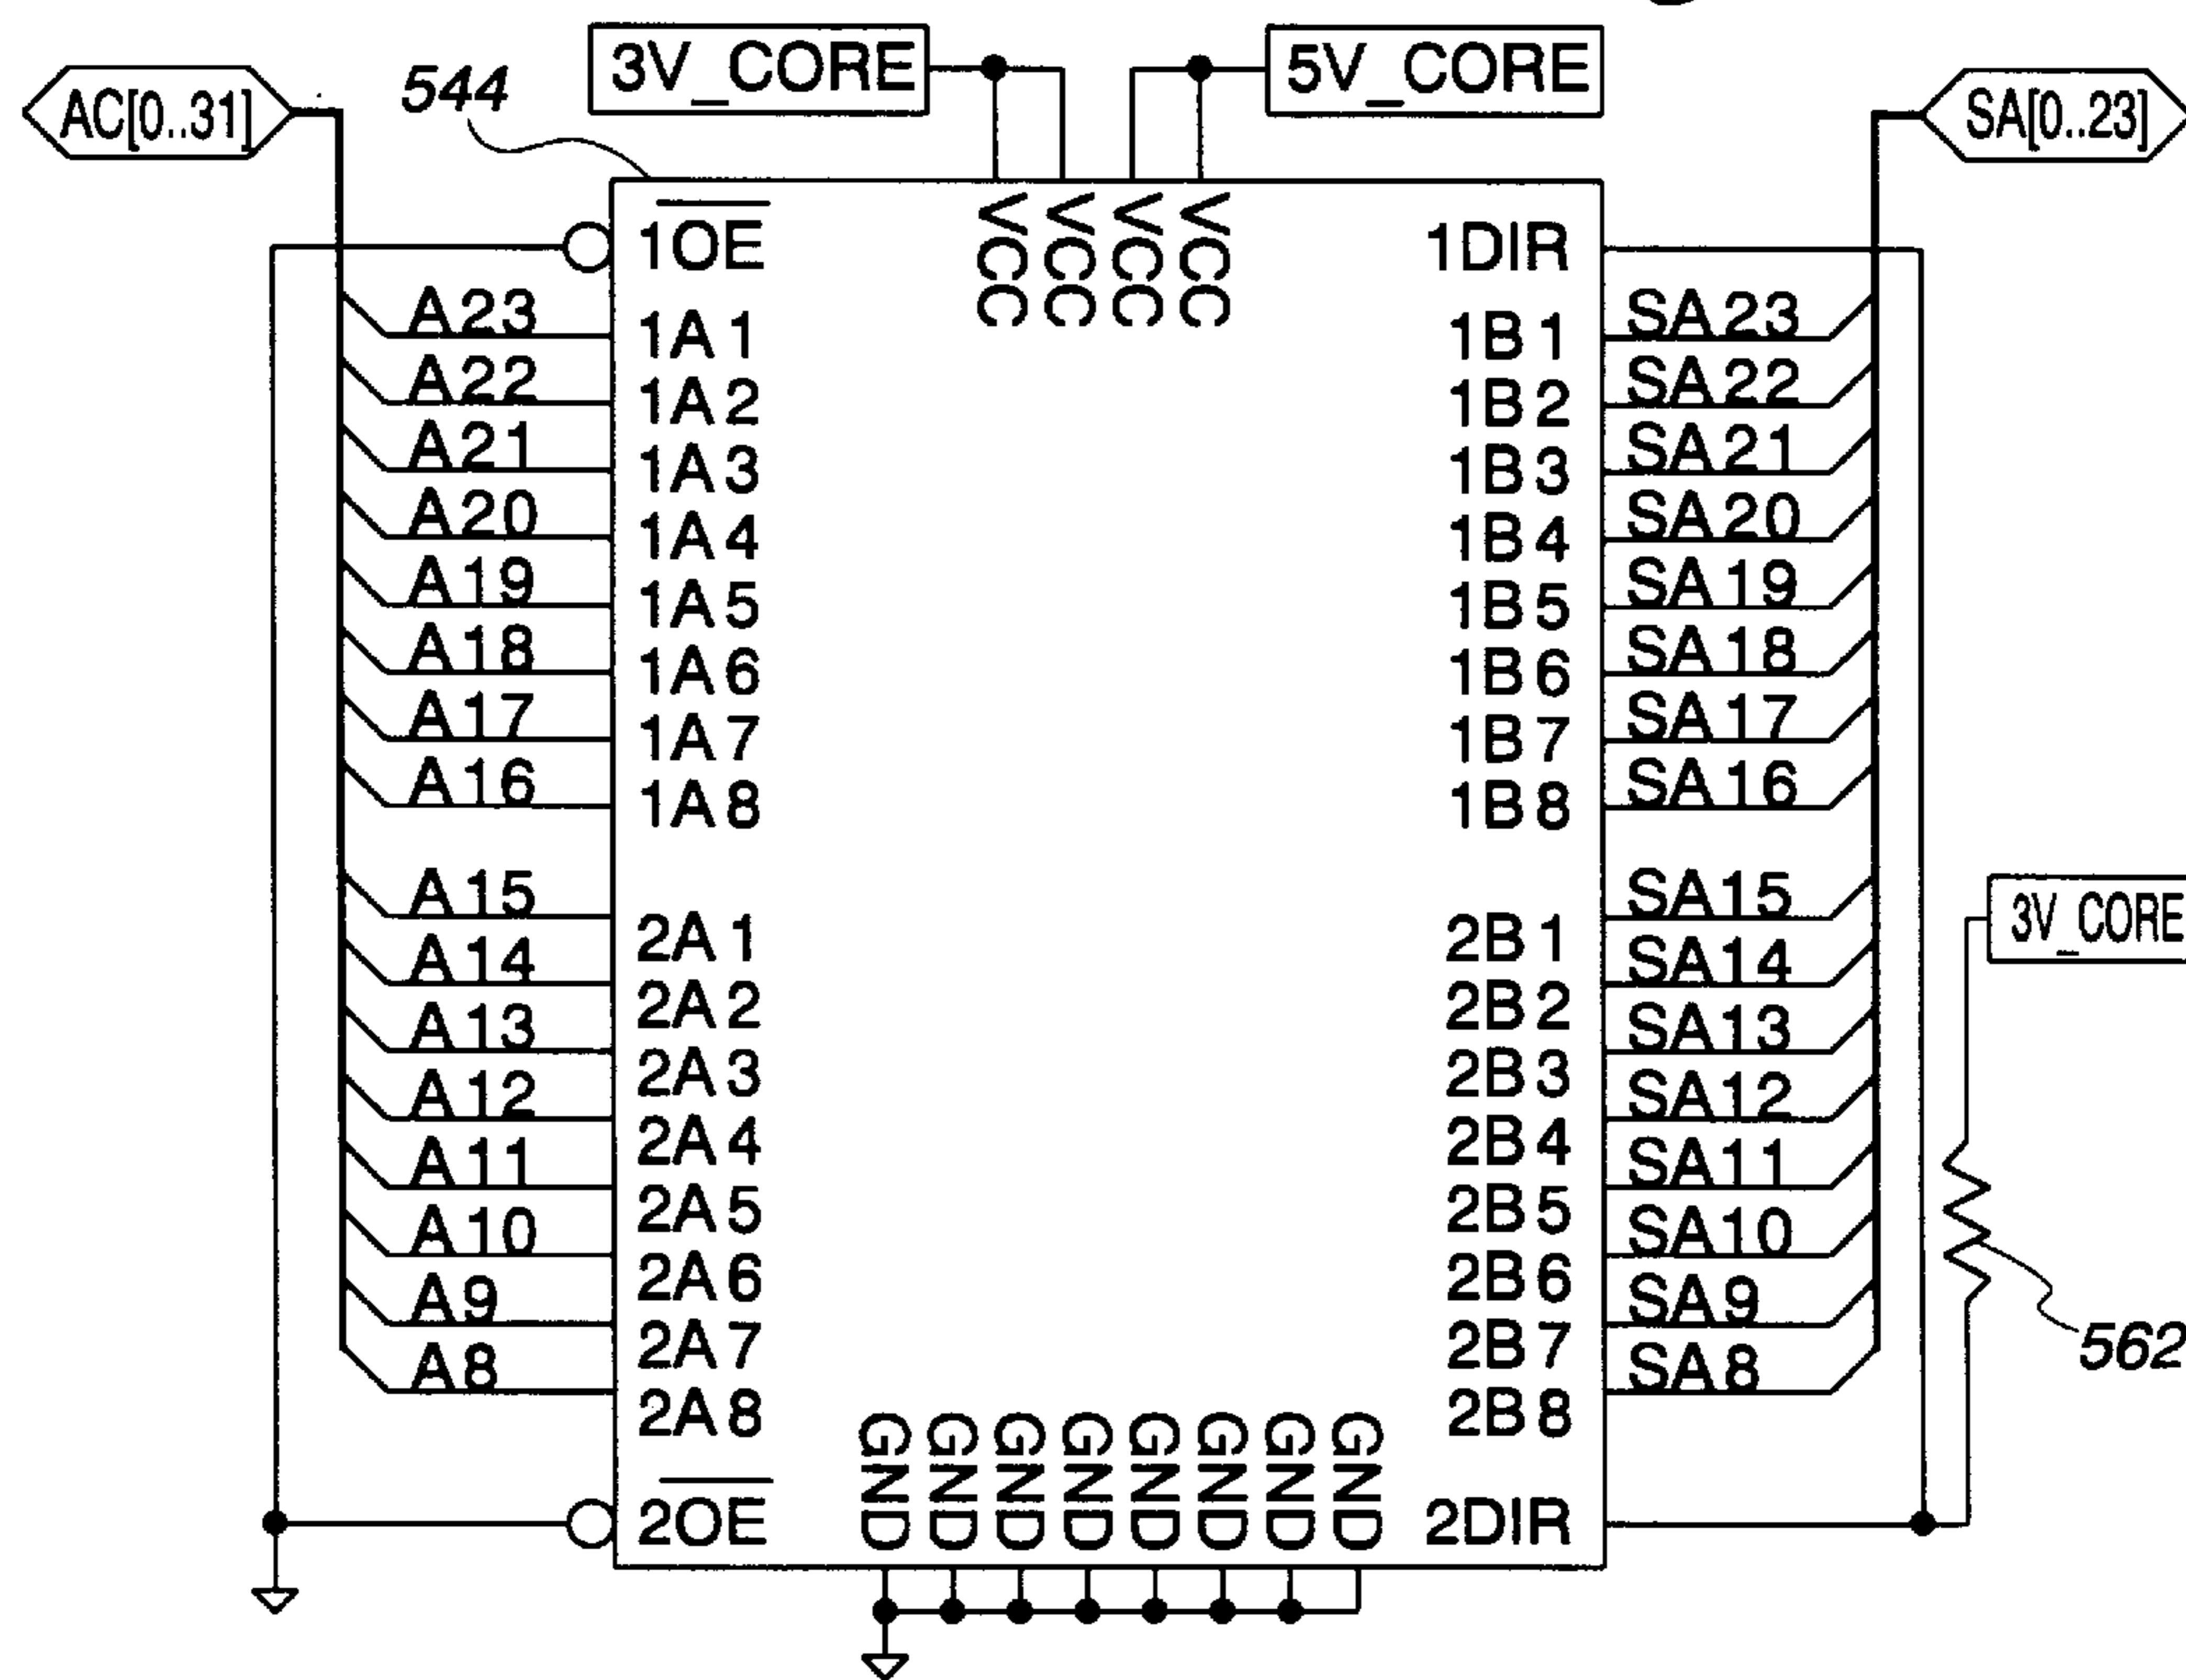 3V_CORE 5V_CORE
AC[0..31] 544 SA[0..23]
1OE VCC VCC VCC VCC 1DIR
A23 1A1 1B1 SA23
A22 1A2 1B2 SA22
A21 1A3 1B3 SA21
A20 1A4 1B4 SA20
A19 1A5 1B5 SA19
A18 1A6 1B6 SA18
A17 1A7 1B7 SA17
A16 1A8 1B8 SA16
A15 2A1 2B1 SA15 3V_CORE
A14 2A2 2B2 SA14
A13 2A3 2B3 SA13
A12 2A4 2B4 SA12
A11 2A5 2B5 SA11
A10 2A6 2B6 SA10
A9 2A7 2B7 SA9
A8 2A8 2B8 SA8 562
2OE GND GND GND GND GND GND GND GND 2DIR